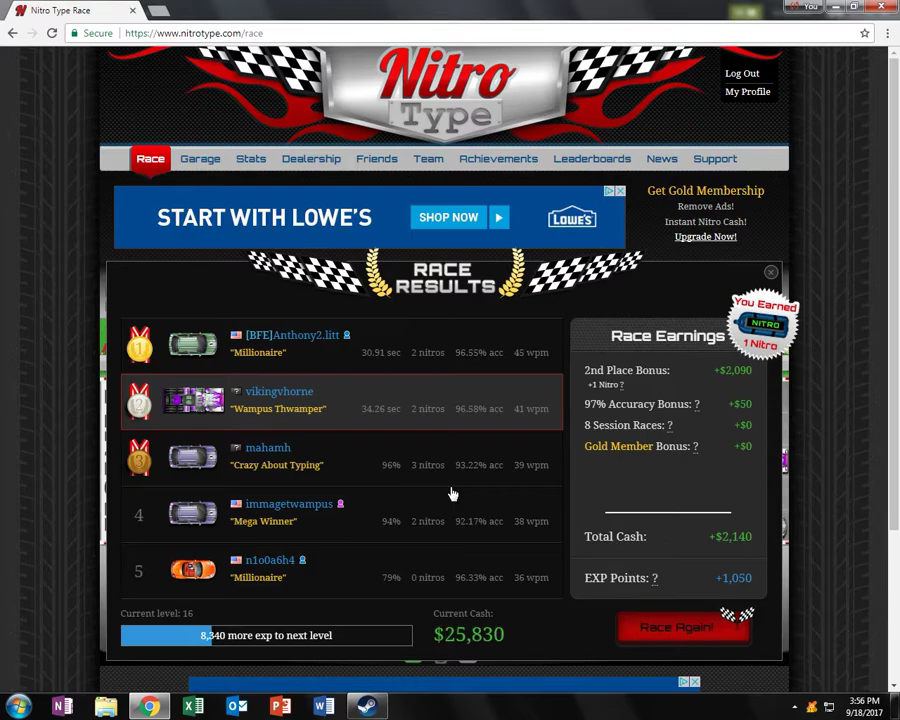 Nitro Type Race
You
Secure
https://www.nitrotype.com/race
Nitro
Type
Log Out
My Profile
Race
Garage
Stats
Dealership
Friends
Team
Achievements
Leaderboards
News
Support
START WITH LOWE'S
SHOP NOW
LOWE'S
Get Gold Membership
Remove Ads!
Instant Nitro Cash!
Upgrade Now!
RACE
RESULTS
1
[BFE]Anthony2.litt
"Millionaire"
30.91 sec
2 nitros
96.55% acc
45 wpm
2
vikingvhorne
"Wampus Thwamper"
34.26 sec
2 nitros
96.58% acc
41 wpm
3
mahamh
"Crazy About Typing"
96%
3 nitros
93.22% acc
39 wpm
4
immagetwampus
"Mega Winner"
94%
2 nitros
92.17% acc
38 wpm
5
n1o0a6h4
"Millionaire"
79%
0 nitros
96.33% acc
36 wpm
You Earned
NITRO
1 Nitro
Race Earnings
2nd Place Bonus: +$2,090
+1 Nitro ?
97% Accuracy Bonus: ? +$50
8 Session Races: ? +$0
Gold Member Bonus: ? +$0
Total Cash: +$2,140
EXP Points: ? +1,050
Current level: 16
8,340 more exp to next level
Current Cash:
$25,830
Race Again!
3:56 PM
9/18/2017